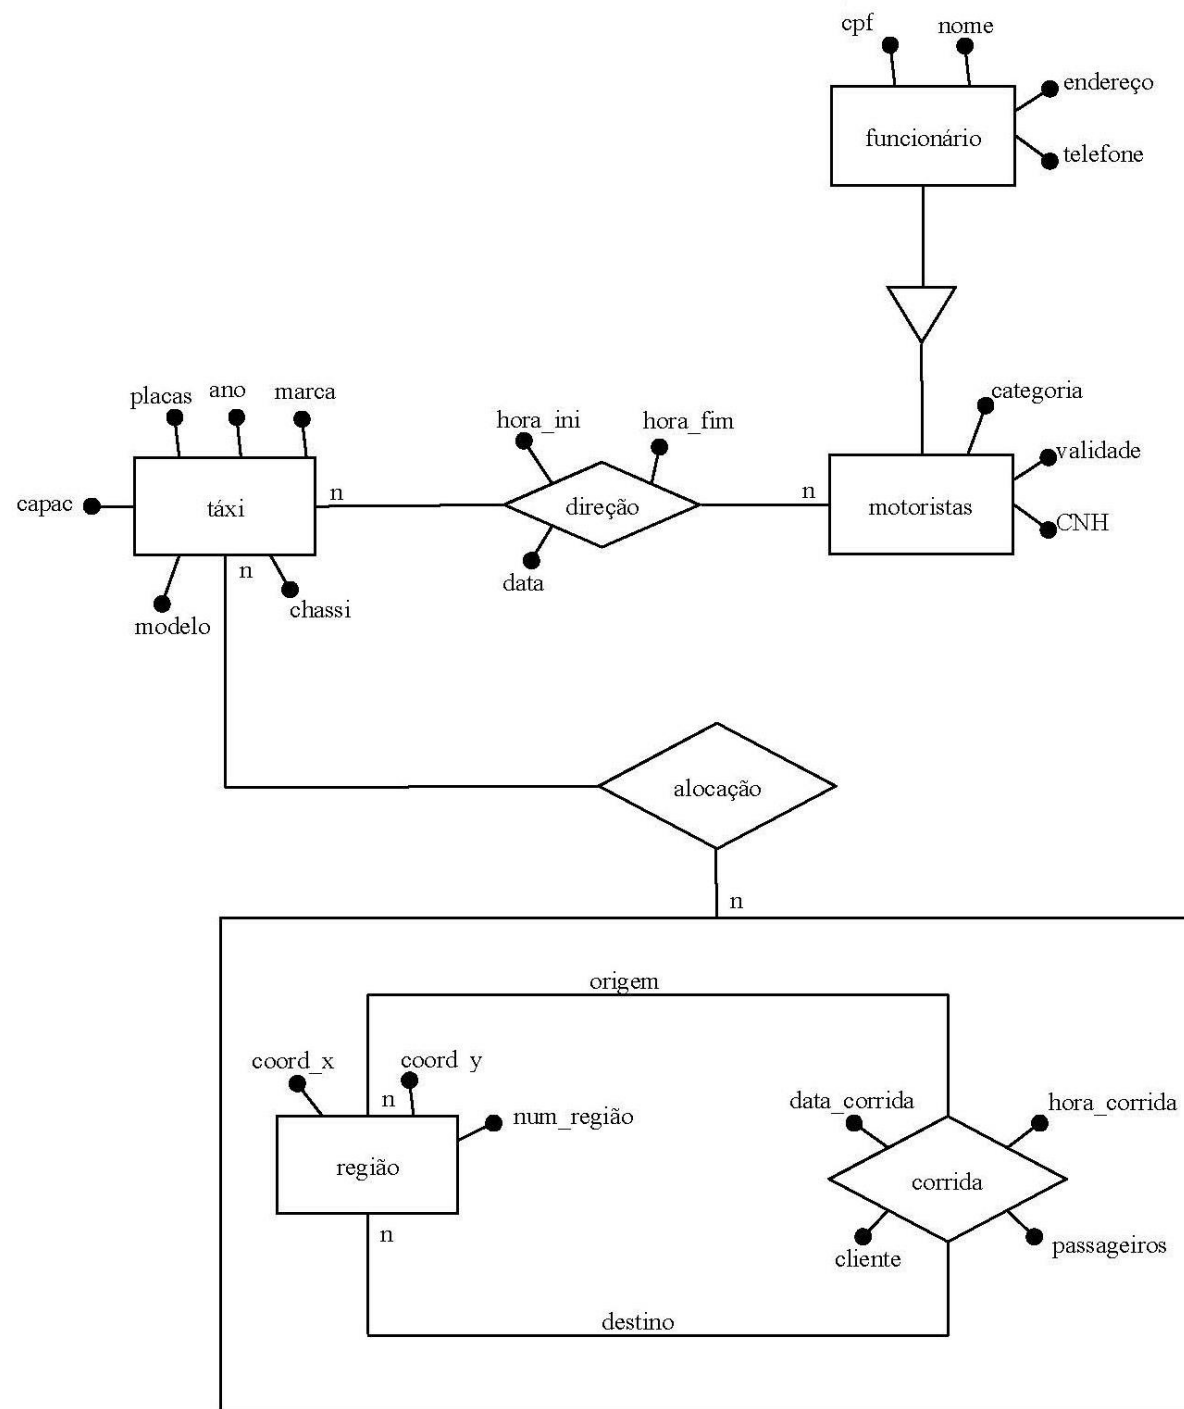 cpf
nome
endereço
funcionário
telefone
categoria
placas
ano
marca
hora_ini
hora_fim
validade
capac
táxi
n
direção
n
motoristas
CNH
n
data
chassi
modelo
alocação
n
origem
coord_x
coord y
n
num_região
data_corrida
hora_corrida
região
corrida
n
cliente
passageiros
destino